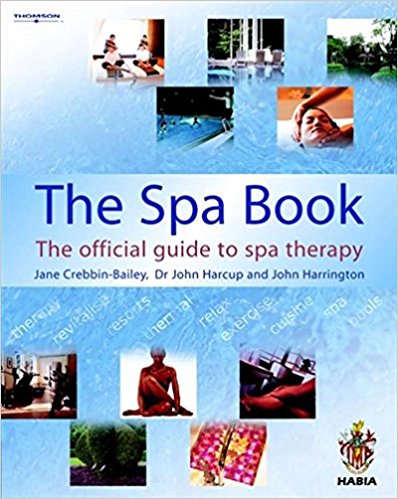 THOMSON
The Spa Book
The official guide to spa therapy
Jane Crebbin-Bailey, Dr John Harcup and John Harrington
therapy revitalise resorts thermal relax exercise cuisine spa pools
HABIA